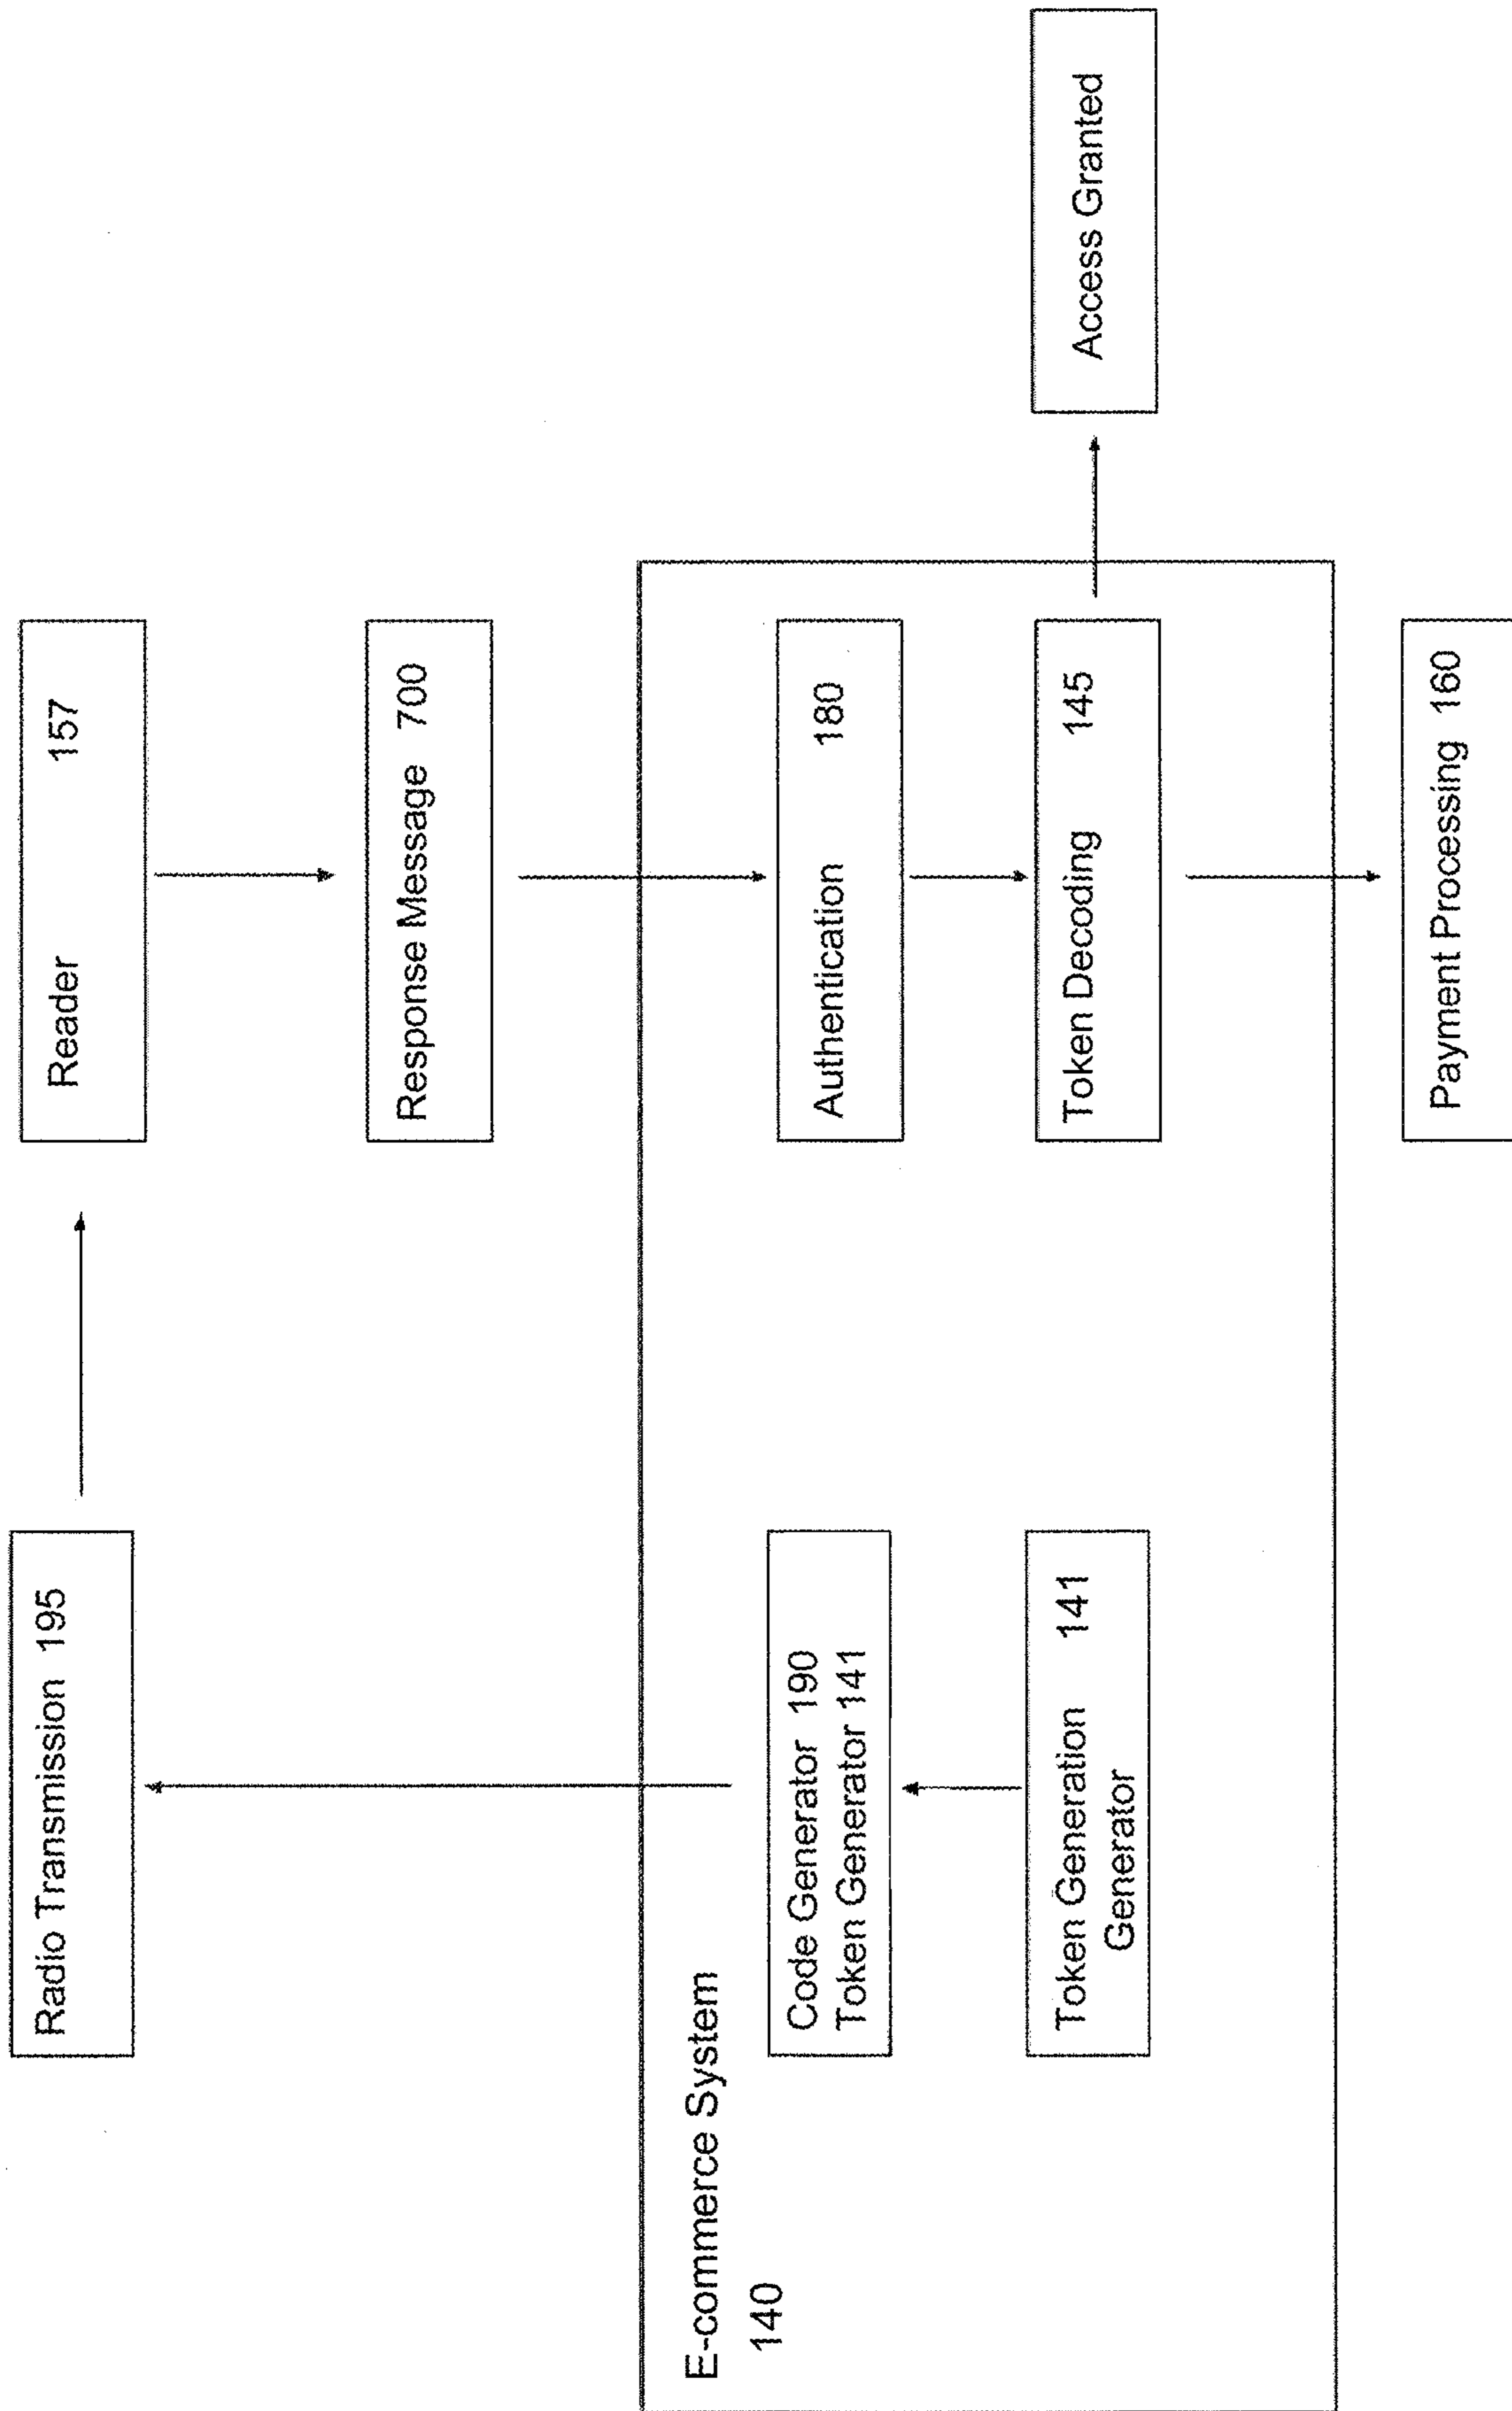 Radio Transmission 195
Reader 157
Response Message 700
E-commerce System
140
Code Generator 190
Token Generator 141
Authentication 180
Token Generation 141
Generator
Token Decoding 145
Access Granted
Payment Processing 160